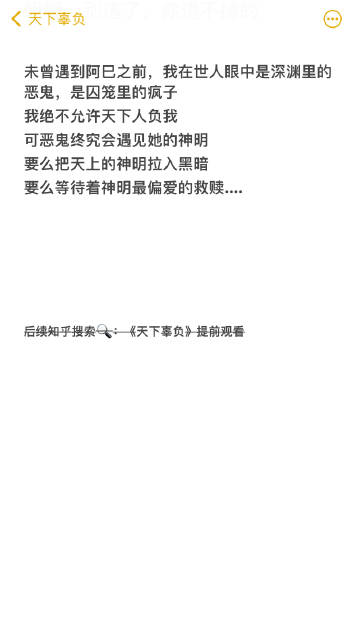 天下辜负
未曾遇到阿巳之前，我在世人眼中是深渊里的
恶鬼，是囚笼里的疯子
我绝不允许天下人负我
可恶鬼终究会遇见她的神明
要么把天上的神明拉入黑暗
要么等待着神明最偏爱的救赎....
后续知乎搜索🔍：《天下辜负》提前观看